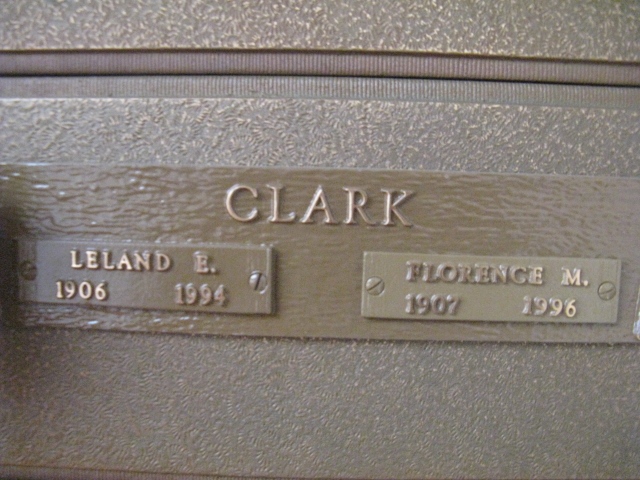 CLARK
LELAND E.
1906 1994
FLORENCE M.
1907 1996